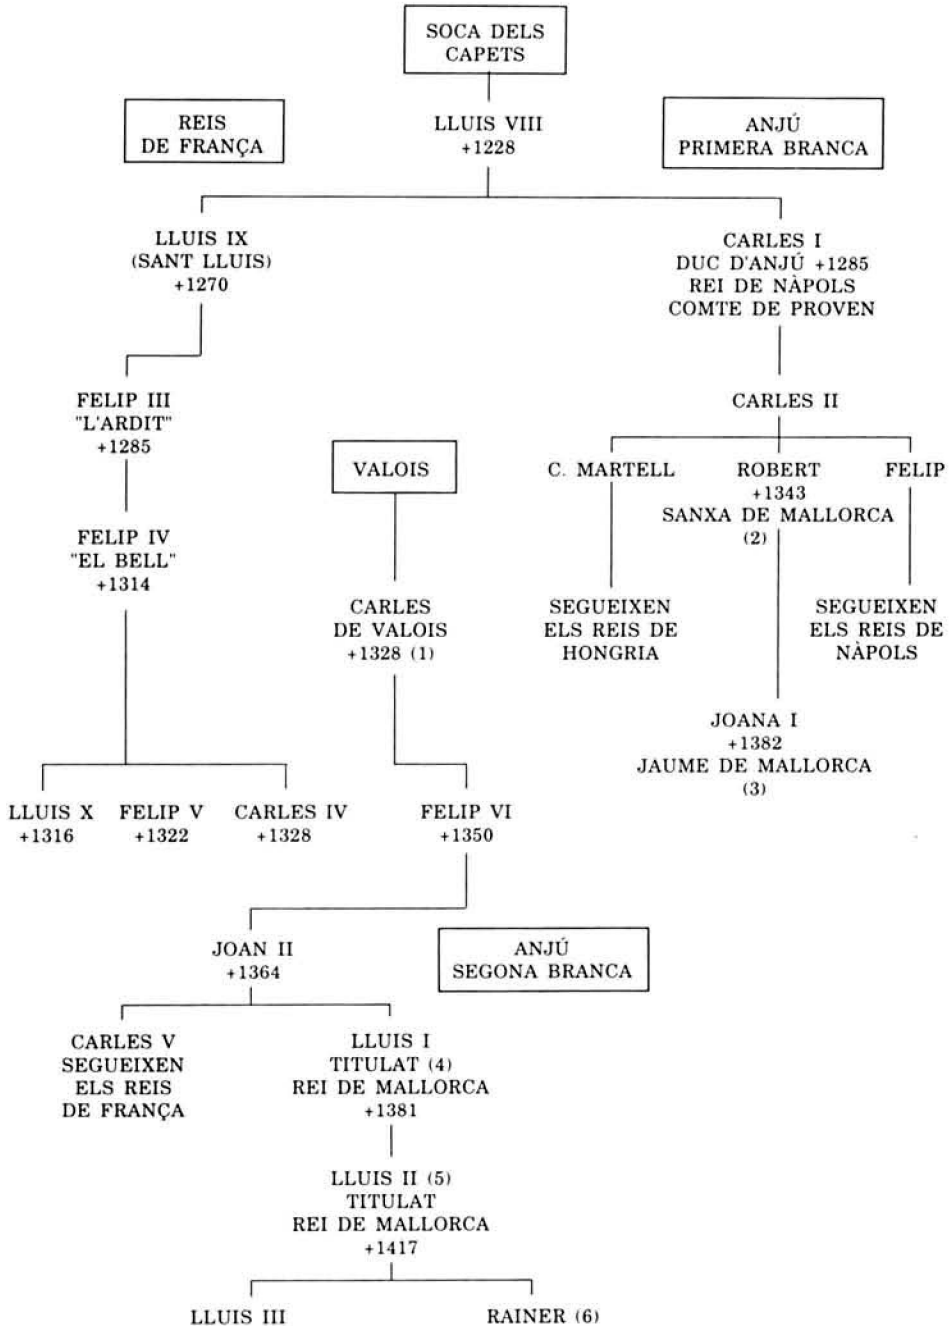 SOCA DELS
CAPETS
REIS
DE FRANÇA
LLUIS VIII
+1228
ANJÚ
PRIMERA BRANCA
LLUIS IX
(SANT LLUIS)
+1270
CARLES I
DUC D'ANJÚ +1285
REI DE NÀPOLS
COMTE DE PROVEN
FELIP III
"L'ARDIT"
+1285
CARLES II
VALOIS
C. MARTELL
ROBERT
+1343
SANXA DE MALLORCA
(2)
FELIP
FELIP IV
"EL BELL"
+1314
CARLES
DE VALOIS
+1328 (1)
SEGUEIXEN
ELS REIS DE
HONGRIA
SEGUEIXEN
ELS REIS DE
NÀPOLS
JOANA I
+1382
JAUME DE MALLORCA
(3)
LLUIS X
+1316
FELIP V
+1322
CARLES IV
+1328
FELIP VI
+1350
JOAN II
+1364
ANJÚ
SEGONA BRANCA
CARLES V
SEGUEIXEN
ELS REIS
DE FRANÇA
LLUIS I
TITULAT (4)
REI DE MALLORCA
+1381
LLUIS II (5)
TITULAT
REI DE MALLORCA
+1417
LLUIS III
RAINER (6)